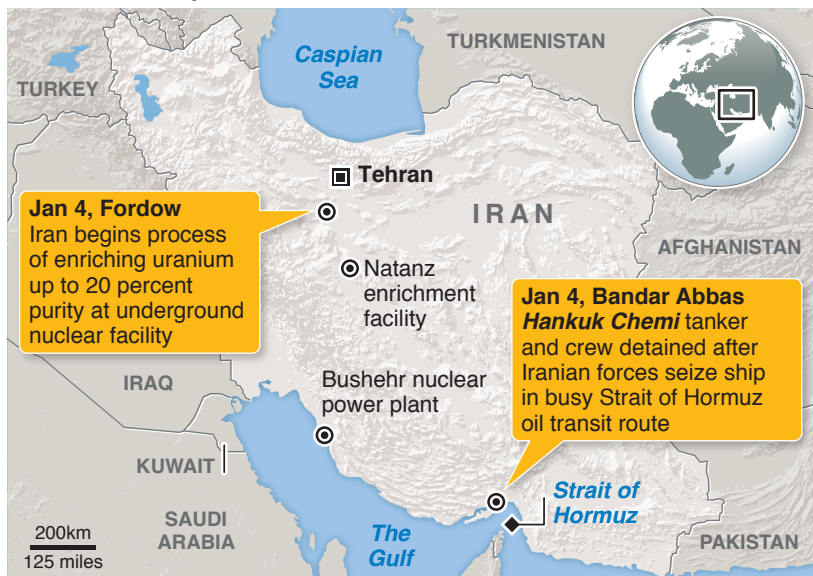 Caspian
Sea
TURKMENISTAN
TURKEY
Tehran
Jan 4, Fordow
Iran begins process
of enriching uranium
up to 20 percent
purity at underground
nuclear facility
IRAN
AFGHANISTAN
Natanz
enrichment
facility
Jan 4, Bandar Abbas
Hankuk Chemi tanker
and crew detained after
Iranian forces seize ship
in busy Strait of Hormuz
oil transit route
IRAQ
Bushehr nuclear
power plant
KUWAIT
Strait of
Hormuz
SAUDI
ARABIA
The
Gulf
PAKISTAN
200km
125 miles